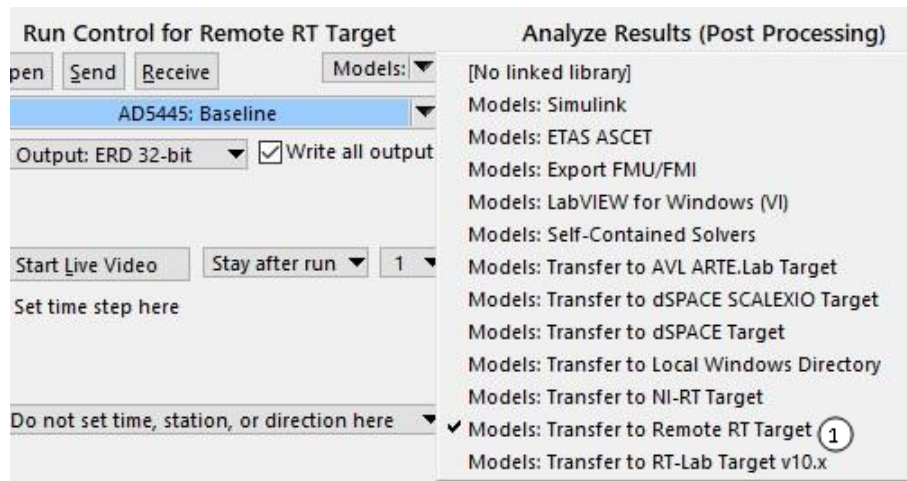 Run Control for Remote RT Target
pen Send Receive Models:
AD5445: Baseline
Output: ERD 32-bit Write all output
Start Live Video Stay after run 1
Set time step here
Do not set time, station, or direction here
Analyze Results (Post Processing)
[No linked library]
Models: Simulink
Models: ETAS ASCET
Models: Export FMU/FMI
Models: LabVIEW for Windows (VI)
Models: Self-Contained Solvers
Models: Transfer to AVL ARTE.Lab Target
Models: Transfer to dSPACE SCALEXIO Target
Models: Transfer to dSPACE Target
Models: Transfer to Local Windows Directory
Models: Transfer to NI-RT Target
Models: Transfer to Remote RT Target 1
Models: Transfer to RT-Lab Target v10.x